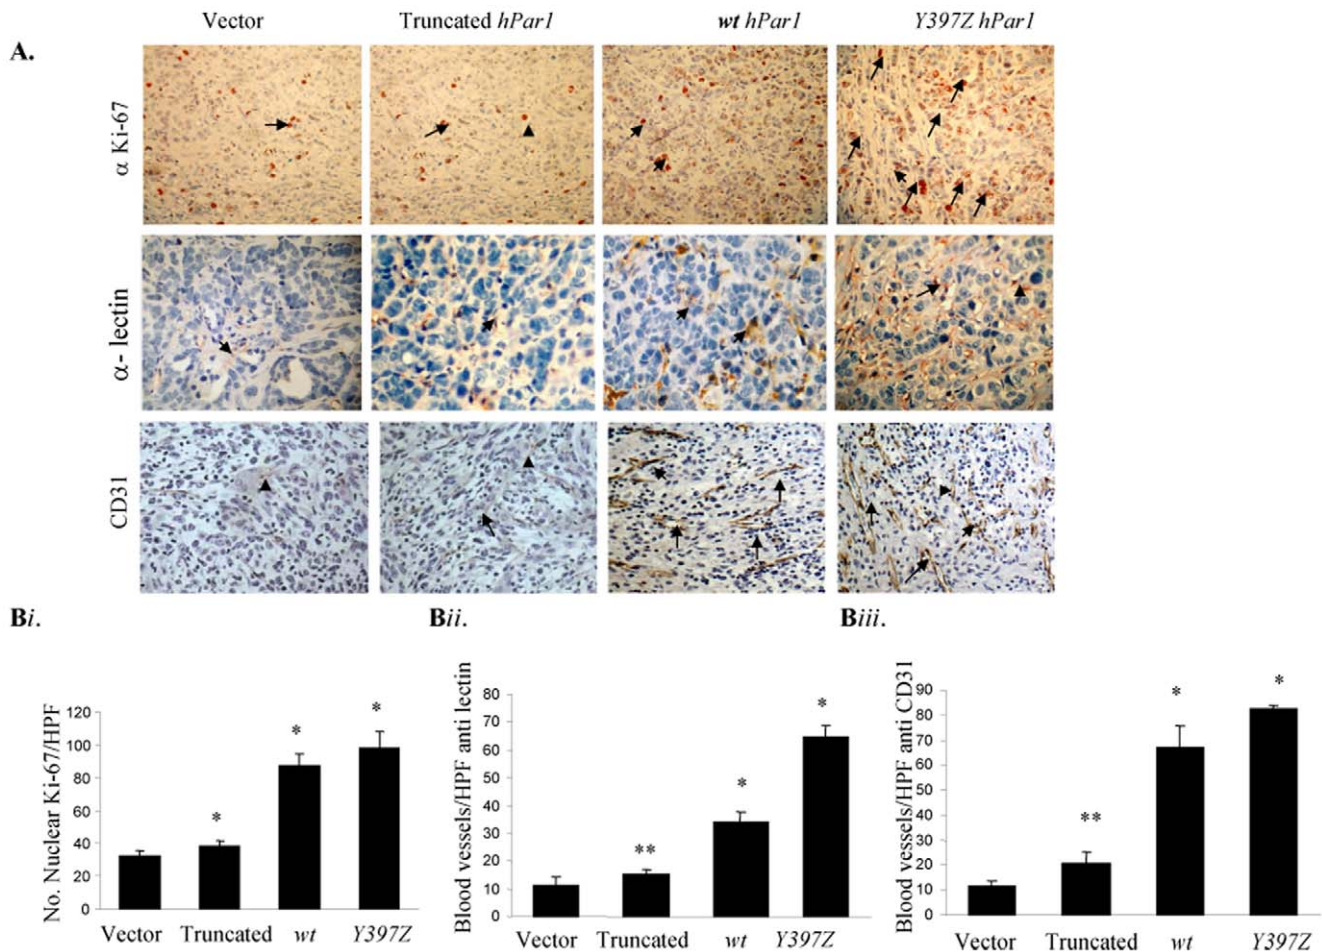 Vector Truncated hPar1 wt hPar1 Y397Z hPar1
A.
α Ki-67
α- lectin
CD31
Bi. Bii. Biii.
No. Nuclear Ki-67/HPF
120
100
80
60
40
20
0
* * *
Vector Truncated wt Y397Z
Blood vessels/HPF anti lectin
80
70
60
50
40
30
20
10
0
** * *
Vector Truncated wt Y397Z
Blood vessels/HPF anti CD31
90
80
70
60
50
40
30
20
10
0
** * *
Vector Truncated wt Y397Z